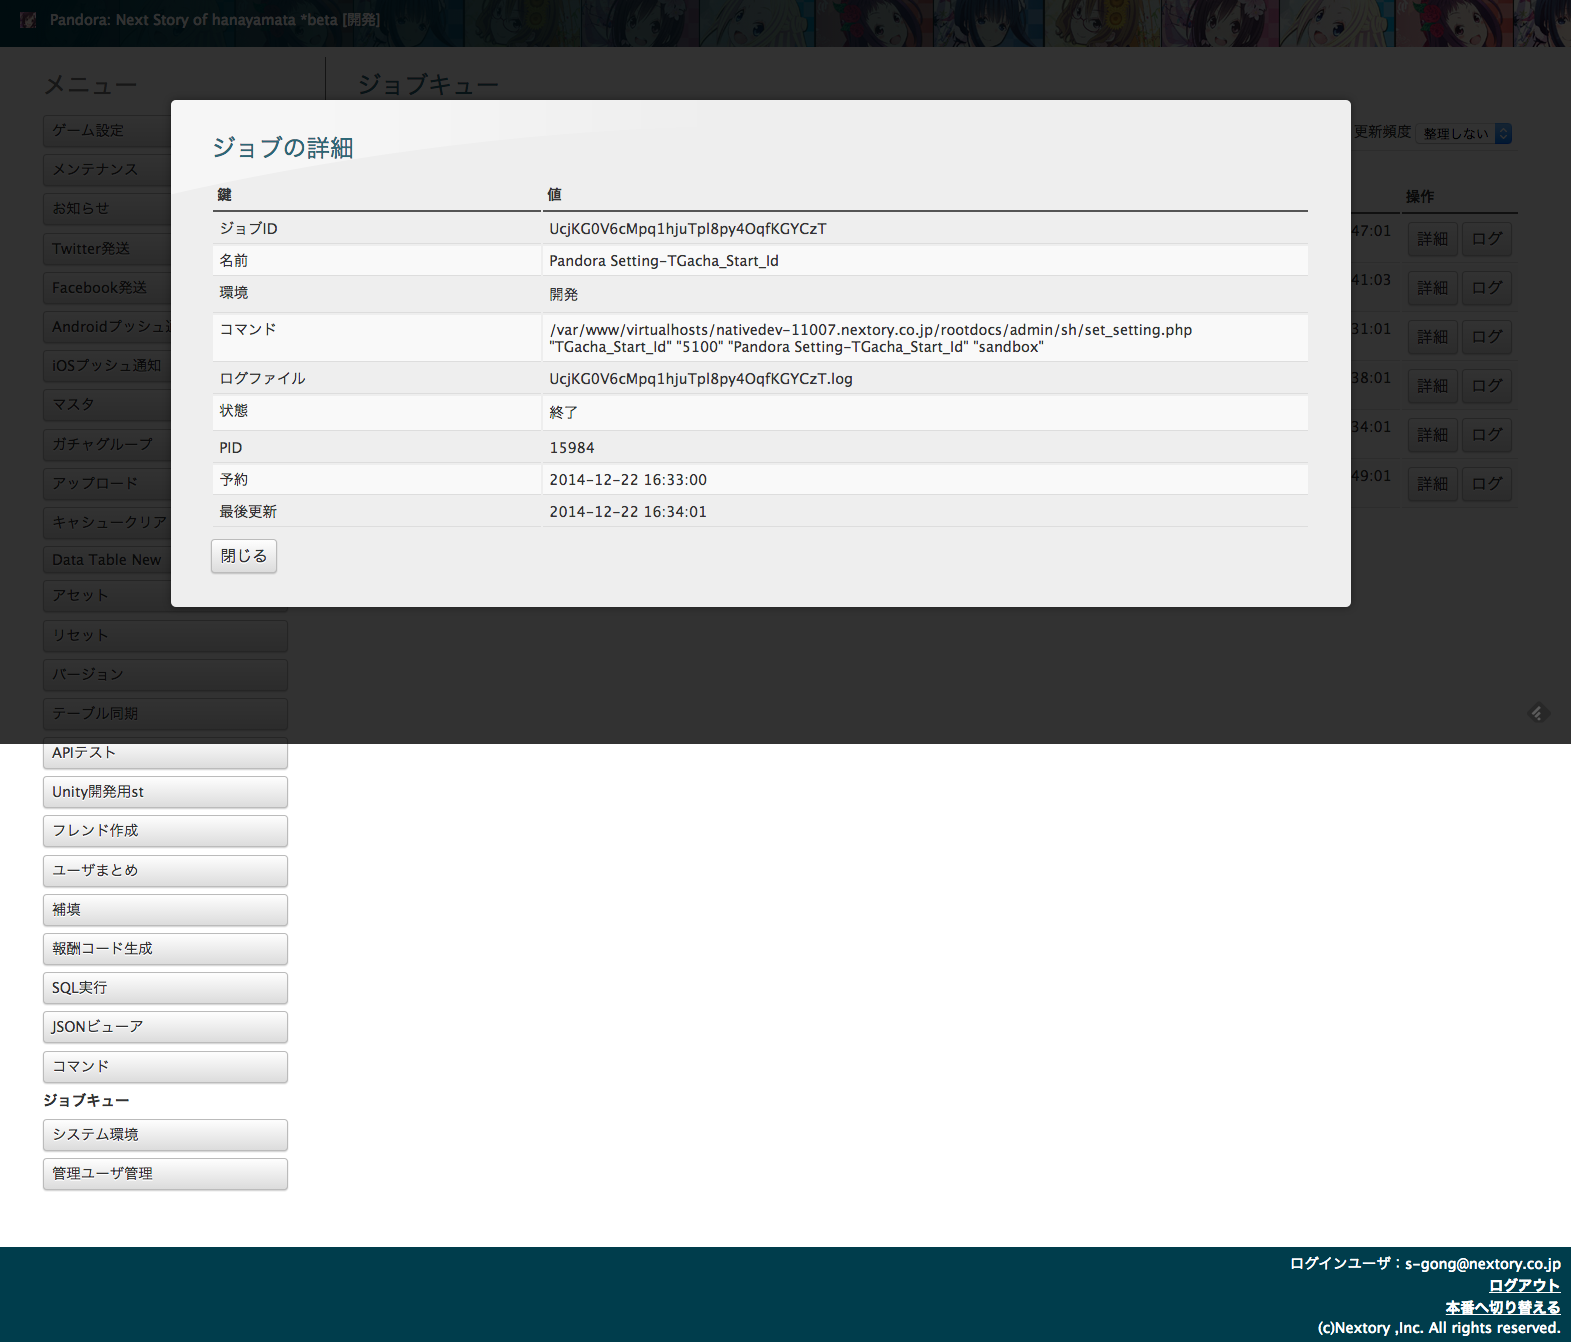 Pandora: Next Story of hanayamata *beta [開発]
メニュー
ゲーム設定
メンテナンス
お知らせ
Twitter発送
Facebook発送
Androidプッシュ
iOSプッシュ通知
マスタ
ガチャグループ
アップロード
キャシュークリア
Data Table New
アセット
リセット
バージョン
テーブル同期
APIテスト
Unity開発用st
フレンド作成
ユーザまとめ
補填
報酬コード生成
SQL実行
JSONビューア
コマンド
ジョブキュー
システム環境
管理ユーザ管理
ジョブキュー
更新頻度 整理しない
操作
47:01 詳細 ログ
41:03 詳細 ログ
31:01 詳細 ログ
38:01 詳細 ログ
34:01 詳細 ログ
49:01 詳細 ログ
ジョブの詳細
鍵 値
ジョブID UcjKG0V6cMpq1hjuTpI8py4OqfKGYCzT
名前 Pandora Setting-TGacha_Start_Id
環境 開発
コマンド /var/www/virtualhosts/nativedev-11007.nextory.co.jp/rootdocs/admin/sh/set_setting.php
"TGacha_Start_Id" "5100" "Pandora Setting-TGacha_Start_Id" "sandbox"
ログファイル UcjKG0V6cMpq1hjuTpI8py4OqfKGYCzT.log
状態 終了
PID 15984
予約 2014-12-22 16:33:00
最後更新 2014-12-22 16:34:01
閉じる
ログインユーザ：s-gong@nextory.co.jp
ログアウト
本番へ切り替える
(c)Nextory ,Inc. All rights reserved.